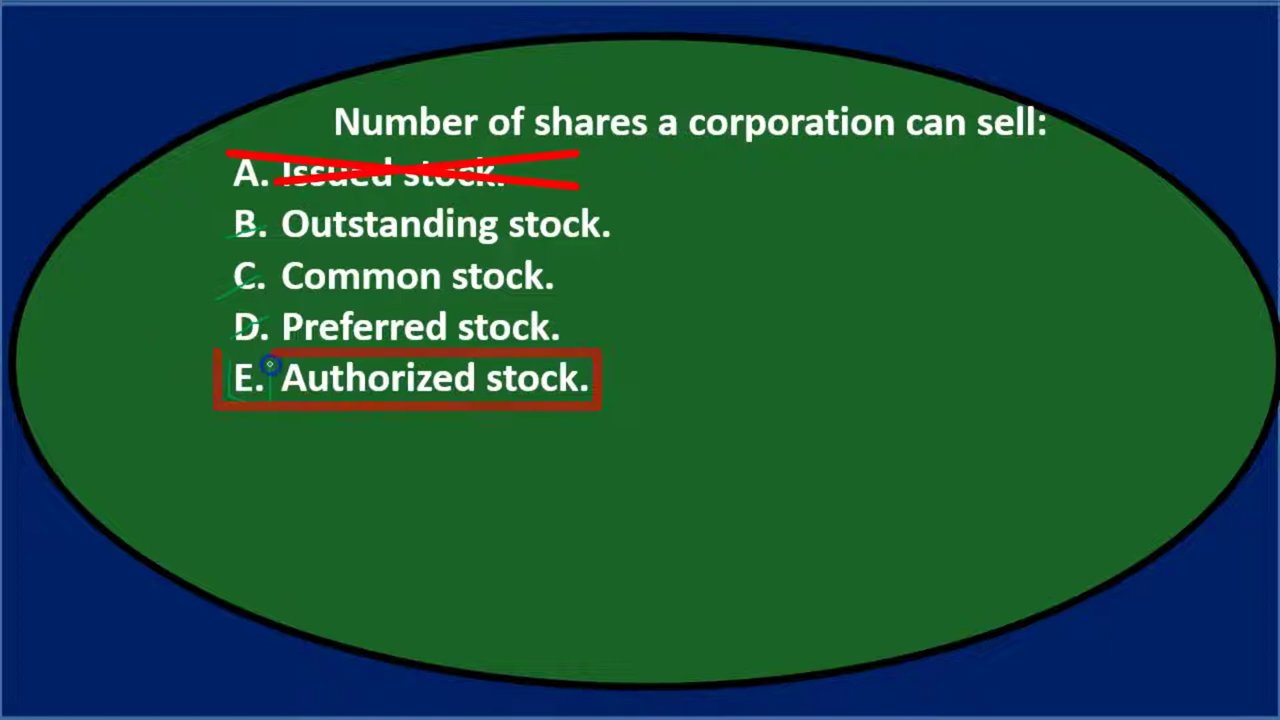 Number of shares a corporation can sell:
A. Issued stock.
B. Outstanding stock.
C. Common stock.
D. Preferred stock.
E. Authorized stock.